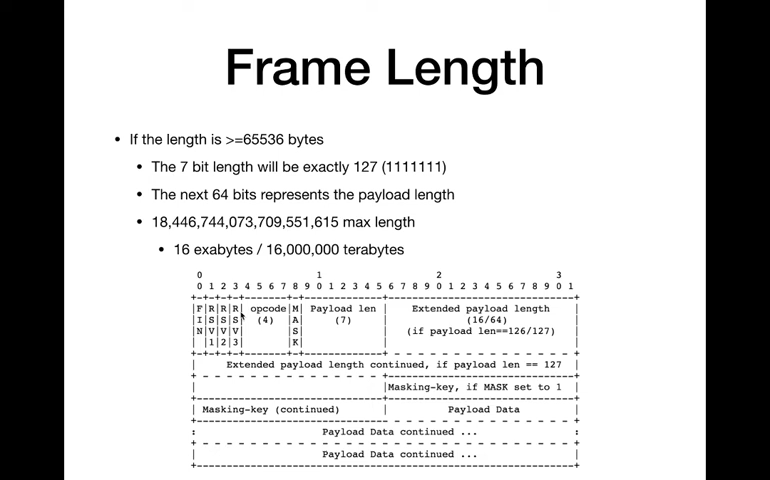 Frame Length
• If the length is >=65536 bytes
• The 7 bit length will be exactly 127 (1111111)
• The next 64 bits represents the payload length
• 18,446,744,073,709,551,615 max length
• 16 exabytes / 16,000,000 terabytes
0                   1                   2                   3
0 1 2 3 4 5 6 7 8 9 0 1 2 3 4 5 6 7 8 9 0 1 2 3 4 5 6 7 8 9 0 1
+-+-+-+-+-------+-+-------------+-------------------------------+
|F|R|R|R| opcode|M| Payload len |    Extended payload length    |
|I|S|S|S|  (4)  |A|     (7)     |             (16/64)           |
|N|V|V|V|       |S|             |   (if payload len==126/127)   |
| |1|2|3|       |K|             |                               |
+-+-+-+-+-------+-+-------------+ - - - - - - - - - - - - - - - +
|     Extended payload length continued, if payload len == 127  |
+ - - - - - - - - - - - - - - - +-------------------------------+
|                               |Masking-key, if MASK set to 1  |
+-------------------------------+-------------------------------+
| Masking-key (continued)       |          Payload Data         |
+-------------------------------- - - - - - - - - - - - - - - - +
:                     Payload Data continued ...                :
+ - - - - - - - - - - - - - - - - - - - - - - - - - - - - - - - +
|                     Payload Data continued ...                |
+---------------------------------------------------------------+